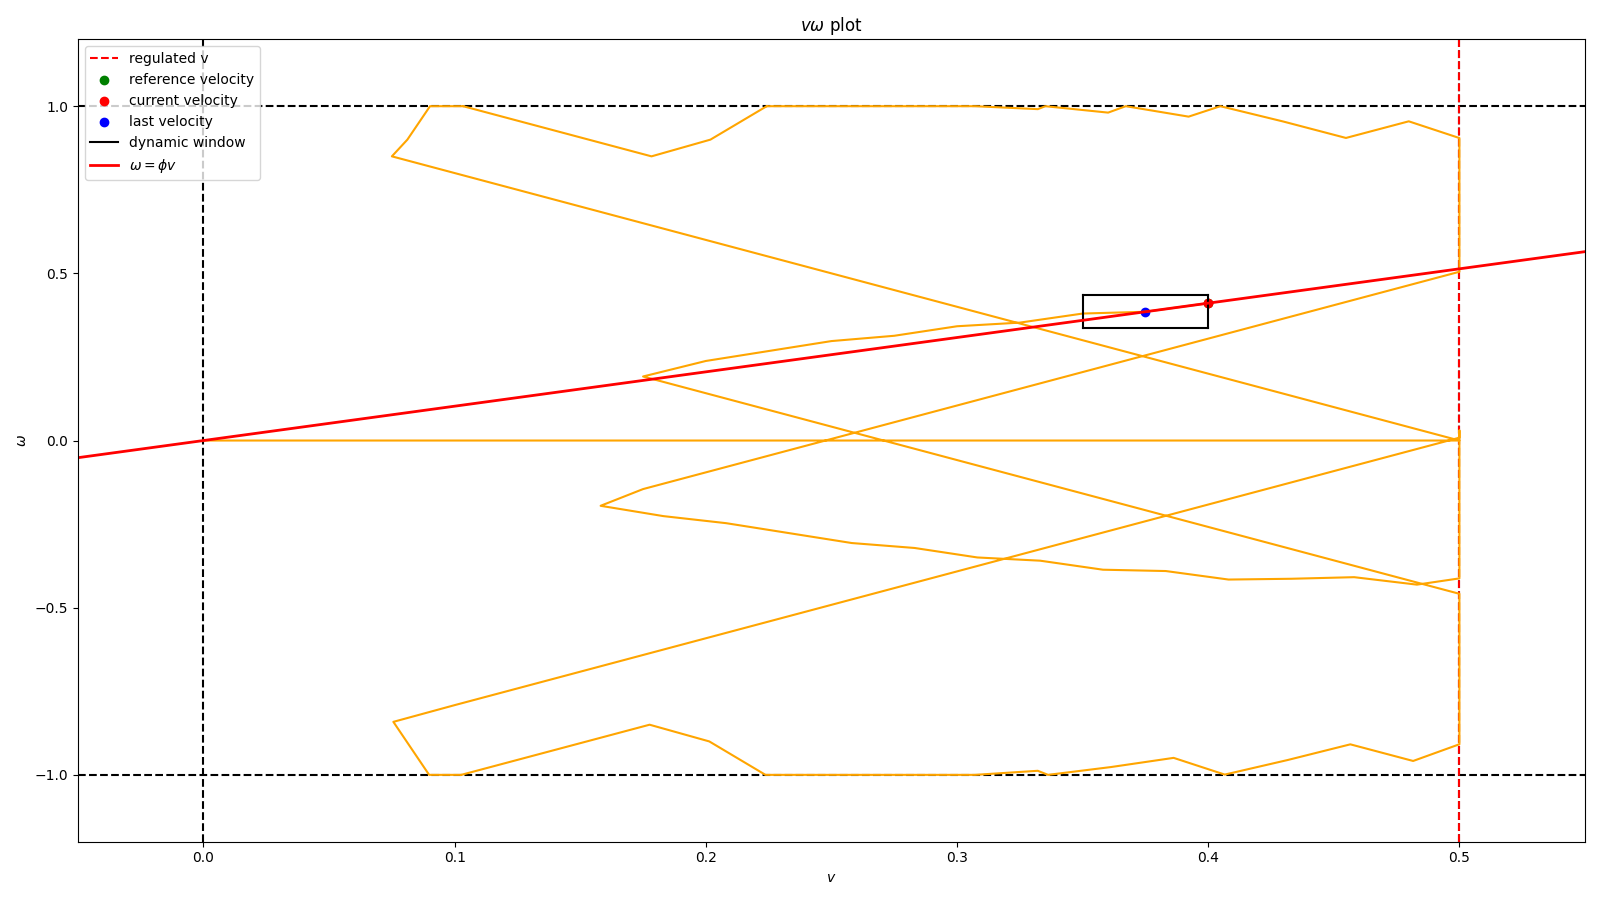 vω plot
regulated v
reference velocity
current velocity
last velocity
dynamic window
ω = ϕv
1.0
0.5
0.0
−0.5
−1.0
ω
0.0 0.1 0.2 0.3 0.4 0.5
v